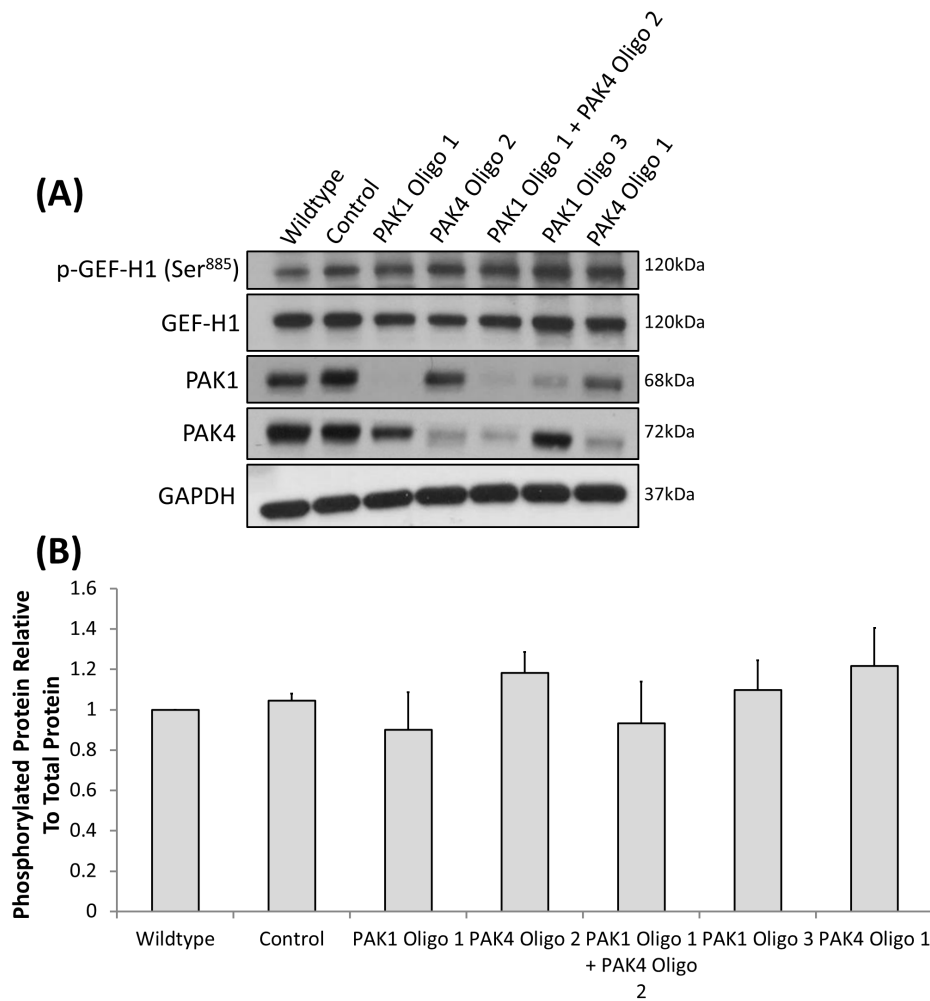 (A)
Wildtype
Control
PAK1 Oligo 1
PAK4 Oligo 2
PAK1 Oligo 1 + PAK4 Oligo 2
PAK1 Oligo 3
PAK4 Oligo 1
p-GEF-H1 (Ser⁸⁸⁵) 120kDa
GEF-H1 120kDa
PAK1 68kDa
PAK4 72kDa
GAPDH 37kDa
(B)
Phosphorylated Protein Relative
To Total Protein
1.6
1.4
1.2
1
0.8
0.6
0.4
0.2
0
Wildtype
Control
PAK1 Oligo 1
PAK4 Oligo 2
PAK1 Oligo 1
+ PAK4 Oligo
2
PAK1 Oligo 3
PAK4 Oligo 1